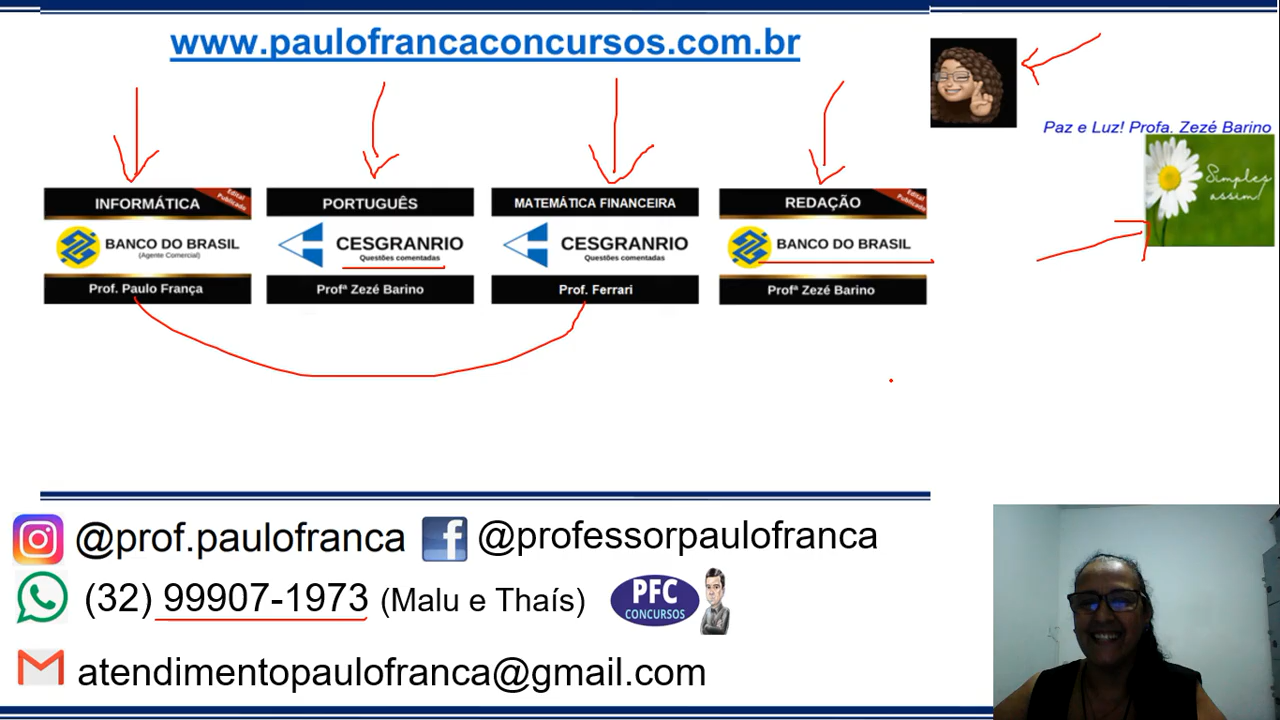 www.paulofrancaconcursos.com.br
Paz e Luz! Profa. Zezé Barino
Simples
assim!
INFORMÁTICA
Edital
Publicado
BANCO DO BRASIL
(Agente Comercial)
Prof. Paulo França
PORTUGUÊS
CESGRANRIO
Questões comentadas
Profª Zezé Barino
MATEMÁTICA FINANCEIRA
CESGRANRIO
Questões comentadas
Prof. Ferrari
REDAÇÃO
Edital
Publicado
BANCO DO BRASIL
Profª Zezé Barino
@prof.paulofranca
@professorpaulofranca
(32) 99907-1973 (Malu e Thaís)
PFC
CONCURSOS
atendimentopaulofranca@gmail.com